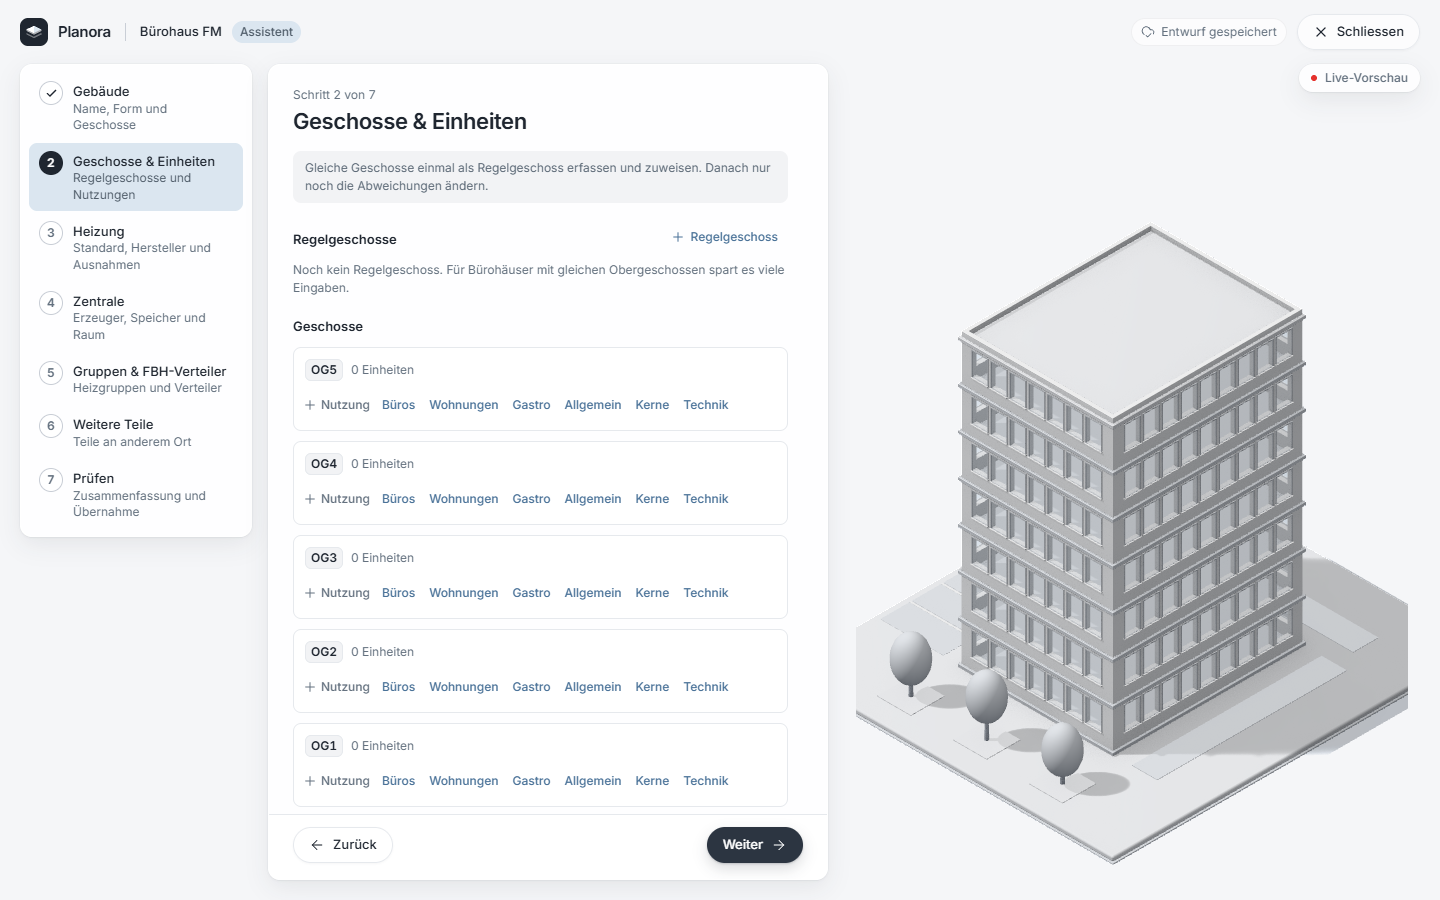 Planora
Bürohaus FM
Assistent
Entwurf gespeichert
Schliessen
Live-Vorschau
Gebäude
Name, Form und
Geschosse
2
Geschosse & Einheiten
Regelgeschosse und
Nutzungen
3
Heizung
Standard, Hersteller und
Ausnahmen
4
Zentrale
Erzeuger, Speicher und
Raum
5
Gruppen & FBH-Verteiler
Heizgruppen und Verteiler
6
Weitere Teile
Teile an anderem Ort
7
Prüfen
Zusammenfassung und
Übernahme
Schritt 2 von 7
Geschosse & Einheiten
Gleiche Geschosse einmal als Regelgeschoss erfassen und zuweisen. Danach nur
noch die Abweichungen ändern.
Regelgeschosse
+ Regelgeschoss
Noch kein Regelgeschoss. Für Bürohäuser mit gleichen Obergeschossen spart es viele
Eingaben.
Geschosse
OG5 0 Einheiten
+ Nutzung Büros Wohnungen Gastro Allgemein Kerne Technik
OG4 0 Einheiten
+ Nutzung Büros Wohnungen Gastro Allgemein Kerne Technik
OG3 0 Einheiten
+ Nutzung Büros Wohnungen Gastro Allgemein Kerne Technik
OG2 0 Einheiten
+ Nutzung Büros Wohnungen Gastro Allgemein Kerne Technik
OG1 0 Einheiten
+ Nutzung Büros Wohnungen Gastro Allgemein Kerne Technik
← Zurück
Weiter →